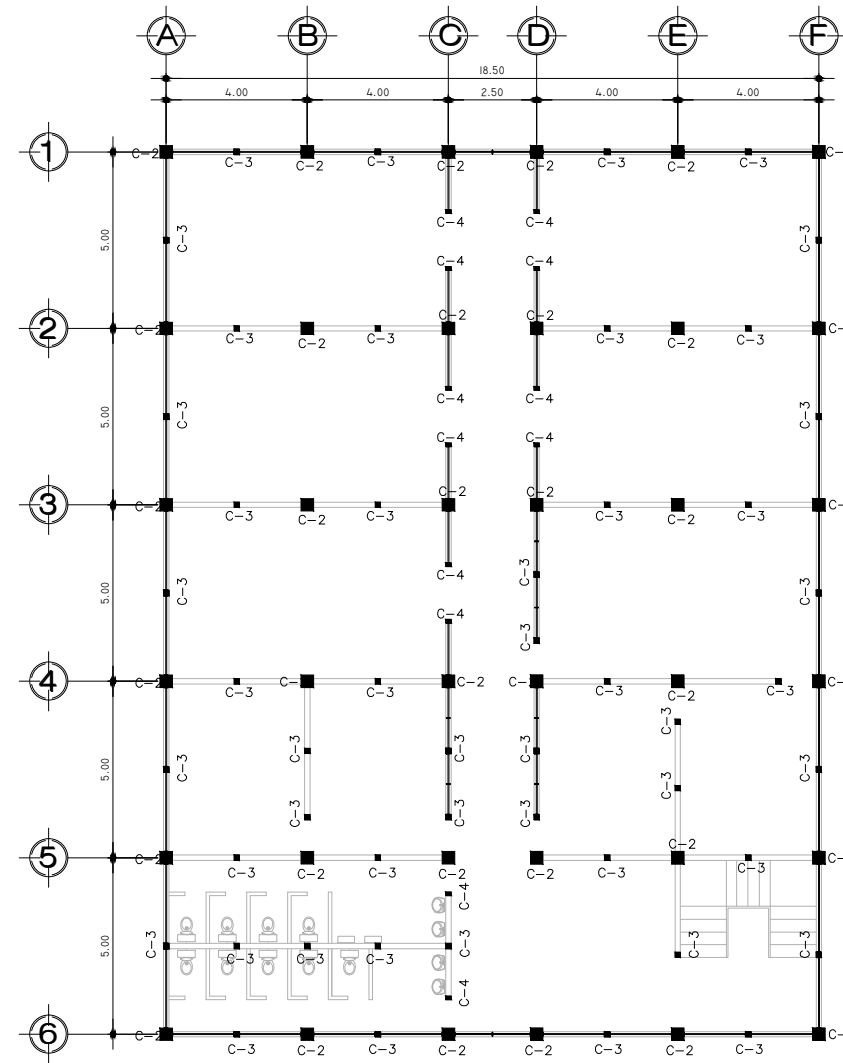 A B C D E F
18.50
4.00 4.00 2.50 4.00 4.00
1
C-2 C-3 C-2 C-3 C-2 C-2 C-3 C-2 C-3 C-
C-4 C-4
5.00 C-3 C-3
C-4 C-4
C-2 C-2
2 C-2 C-3 C-2 C-3 C-3 C-2 C-3 C-
C-4 C-4
5.00 C-3 C-3
C-4 C-4
C-2 C-2
3 C-2 C-3 C-2 C-3 C-3 C-2 C-3 C-
C-4 C-3
5.00 C-3 C-3
C-4 C-3
4 C-2 C-3 C- C-3 C-2 C- C-3 C-2 C-3 C-
C-3
5.00 C-3 C-3 C-3 C-3 C-3 C-3
C-3 C-3 C-3
C-2
5 C-2 C-3 C-2 C-3 C-2 C-2 C-3 C-3 C-
C-4
5.00 C-3 C-3 C-3 C-3 C-3 C-3 C-3
C-4
6 C-2 C-3 C-2 C-3 C-2 C-2 C-3 C-2 C-3 C-